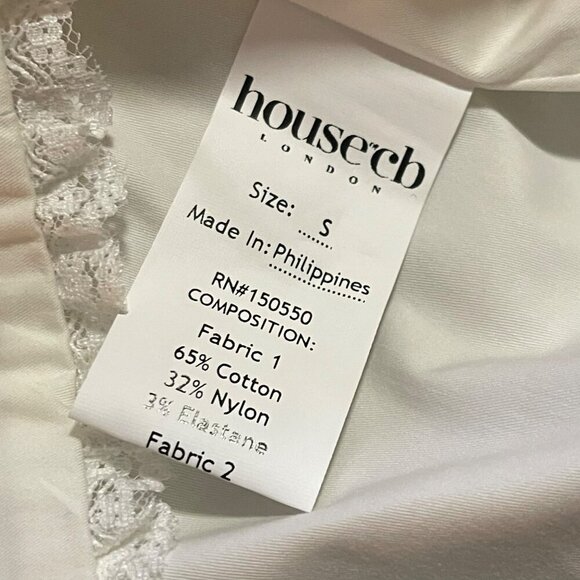 house of cb
LONDON
Size: S
Made In: Philippines
RN#150550
COMPOSITION:
Fabric 1
65% Cotton
32% Nylon
3% Elastane
Fabric 2